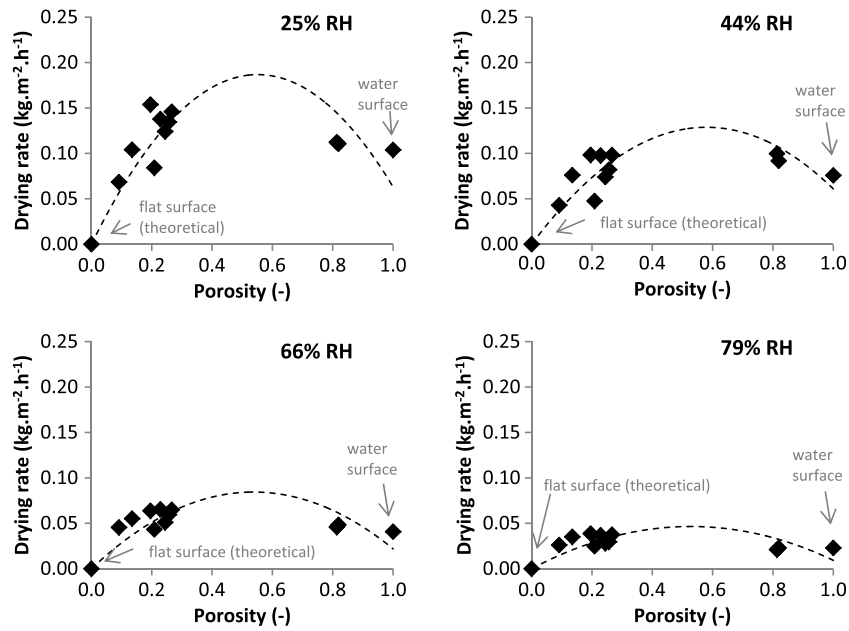 25% RH
Drying rate (kg.m-2.h-1)
0.25
0.20
0.15
0.10
0.05
0.00
water
surface
flat surface
(theoretical)
0.0 0.2 0.4 0.6 0.8 1.0
Porosity (-)
44% RH
Drying rate (kg.m-2.h-1)
0.25
0.20
0.15
0.10
0.05
0.00
water
surface
flat surface (theoretical)
0.0 0.2 0.4 0.6 0.8 1.0
Porosity (-)
66% RH
Drying rate (kg.m-2.h-1)
0.25
0.20
0.15
0.10
0.05
0.00
water
surface
flat surface (theoretical)
0.0 0.2 0.4 0.6 0.8 1.0
Porosity (-)
79% RH
Drying rate (kg.m-2.h-1)
0.25
0.20
0.15
0.10
0.05
0.00
water
surface
flat surface (theoretical)
0.0 0.2 0.4 0.6 0.8 1.0
Porosity (-)